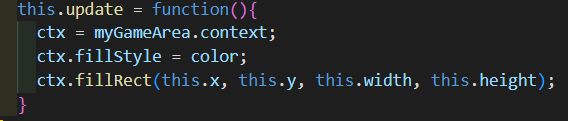 this.update = function(){
ctx = myGameArea.context;
ctx.fillStyle = color;
ctx.fillRect(this.x, this.y, this.width, this.height);
}